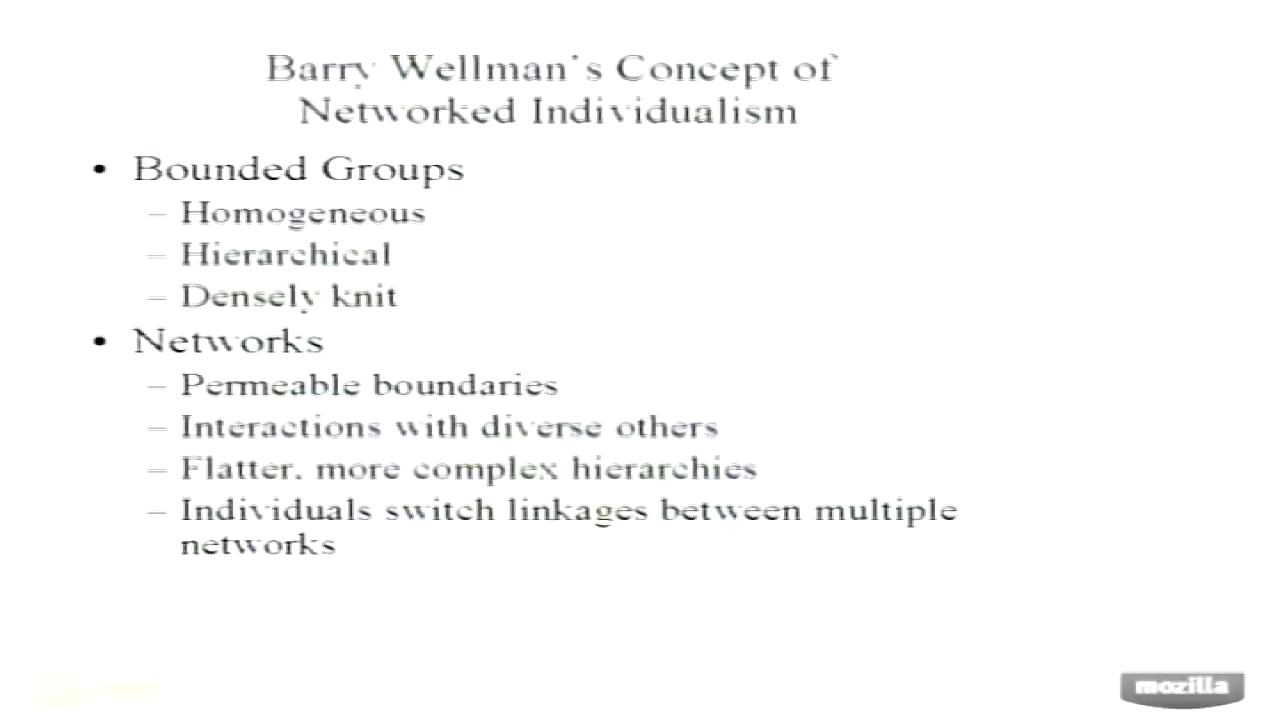 Barry Wellman's Concept of
Networked Individualism
• Bounded Groups
– Homogeneous
– Hierarchical
– Densely knit
• Networks
– Permeable boundaries
– Interactions with diverse others
– Flatter, more complex hierarchies
– Individuals switch linkages between multiple
networks
mozilla